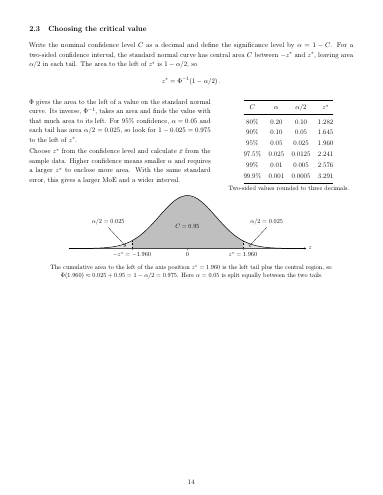 2.3 Choosing the critical value
Write the nominal confidence level C as a decimal and define the significance level by α = 1 − C. For a
two-sided confidence interval, the standard normal curve has central area C between −z* and z*, leaving area
α/2 in each tail. The area to the left of z* is 1 − α/2, so
z* = Φ⁻¹(1 − α/2).
Φ gives the area to the left of a value on the standard normal
curve. Its inverse, Φ⁻¹, takes an area and finds the value with
that much area to its left. For 95% confidence, α = 0.05 and
each tail has area α/2 = 0.025, so look for 1 − 0.025 = 0.975
to the left of z*.
Choose z* from the confidence level and calculate x̄ from the
sample data. Higher confidence means smaller α and requires
a larger z* to enclose more area. With the same standard
error, this gives a larger MoE and a wider interval.
C α α/2 z*
80% 0.20 0.10 1.282
90% 0.10 0.05 1.645
95% 0.05 0.025 1.960
97.5% 0.025 0.0125 2.241
99% 0.01 0.005 2.576
99.9% 0.001 0.0005 3.291
Two-sided values rounded to three decimals.
α/2 = 0.025
C = 0.95
α/2 = 0.025
z
−z* = −1.960
0
z* = 1.960
The cumulative area to the left of the axis position z* = 1.960 is the left tail plus the central region, so
Φ(1.960) ≈ 0.025 + 0.95 = 1 − α/2 = 0.975. Here α = 0.05 is split equally between the two tails.
14